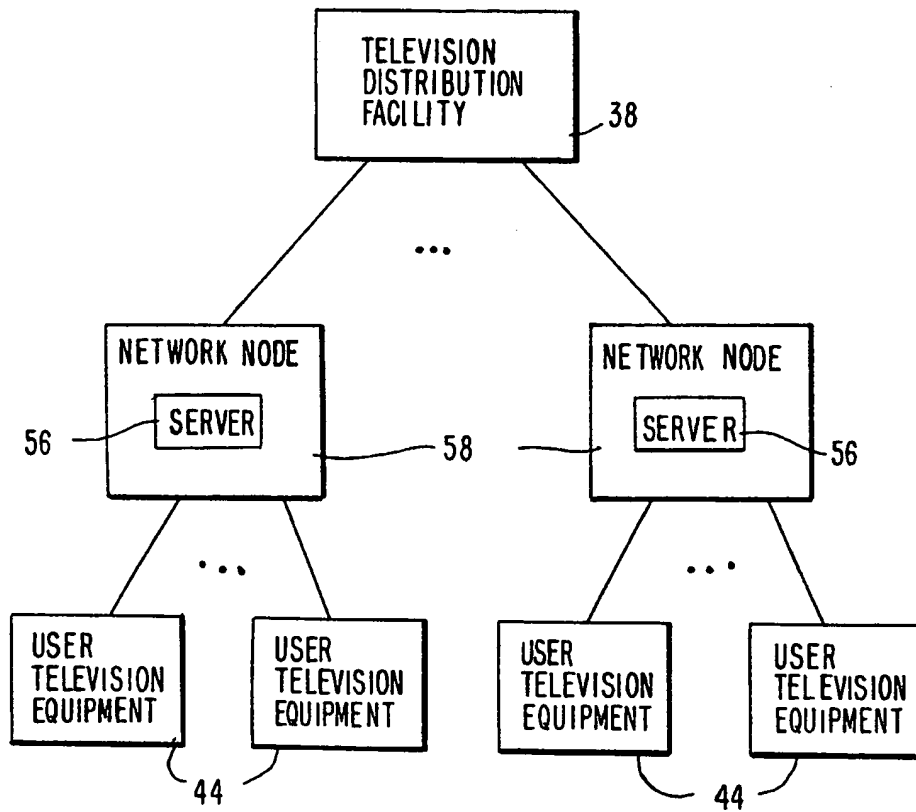 TELEVISION
DISTRIBUTION
FACILITY
38
...
NETWORK NODE
SERVER
56
58
NETWORK NODE
SERVER
56
...
...
USER
TELEVISION
EQUIPMENT
USER
TELEVISION
EQUIPMENT
44
USER
TELEVISION
EQUIPMENT
USER
TELEVISION
EQUIPMENT
44